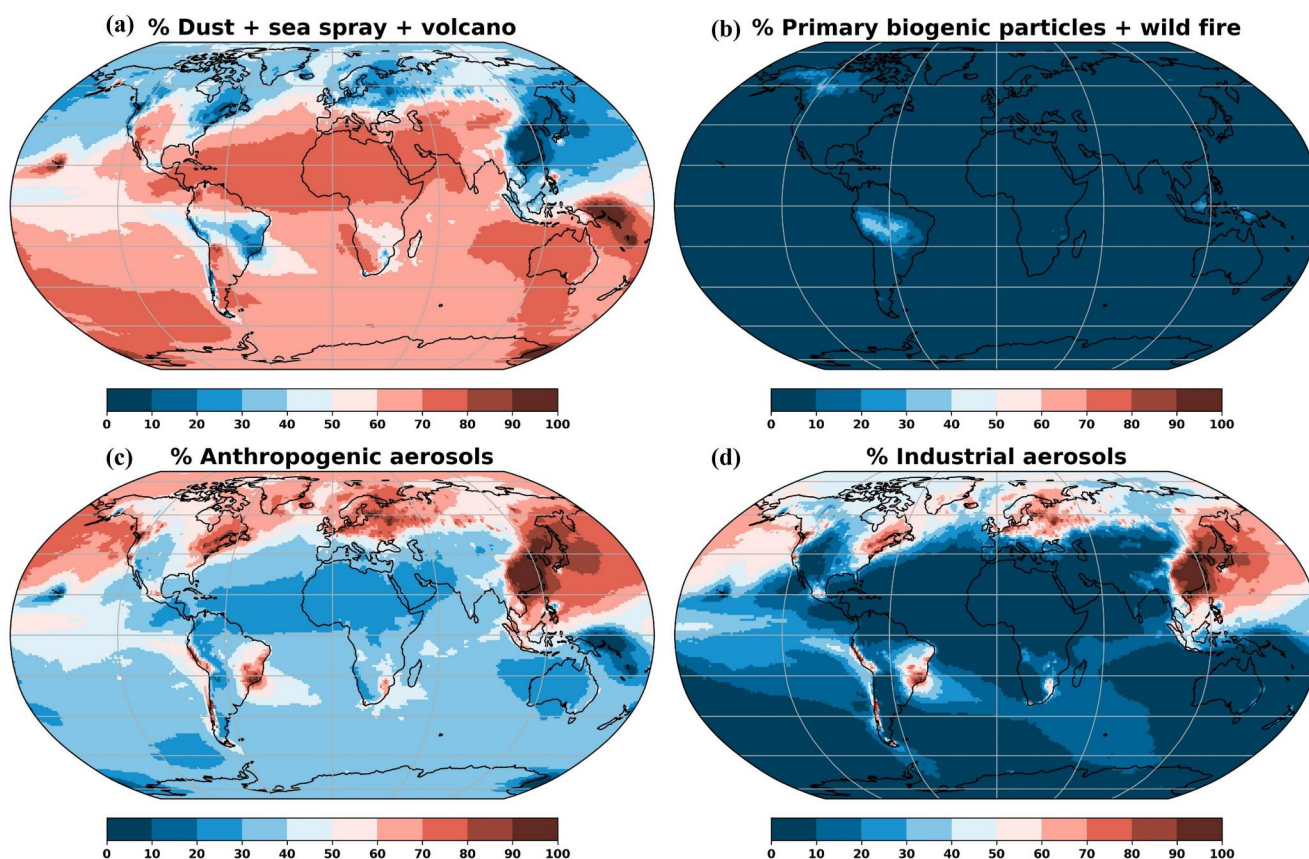 (a) % Dust + sea spray + volcano
(b) % Primary biogenic particles + wild fire
0 10 20 30 40 50 60 70 80 90 100
0 10 20 30 40 50 60 70 80 90 100
(c) % Anthropogenic aerosols
(d) % Industrial aerosols
0 10 20 30 40 50 60 70 80 90 100
0 10 20 30 40 50 60 70 80 90 100